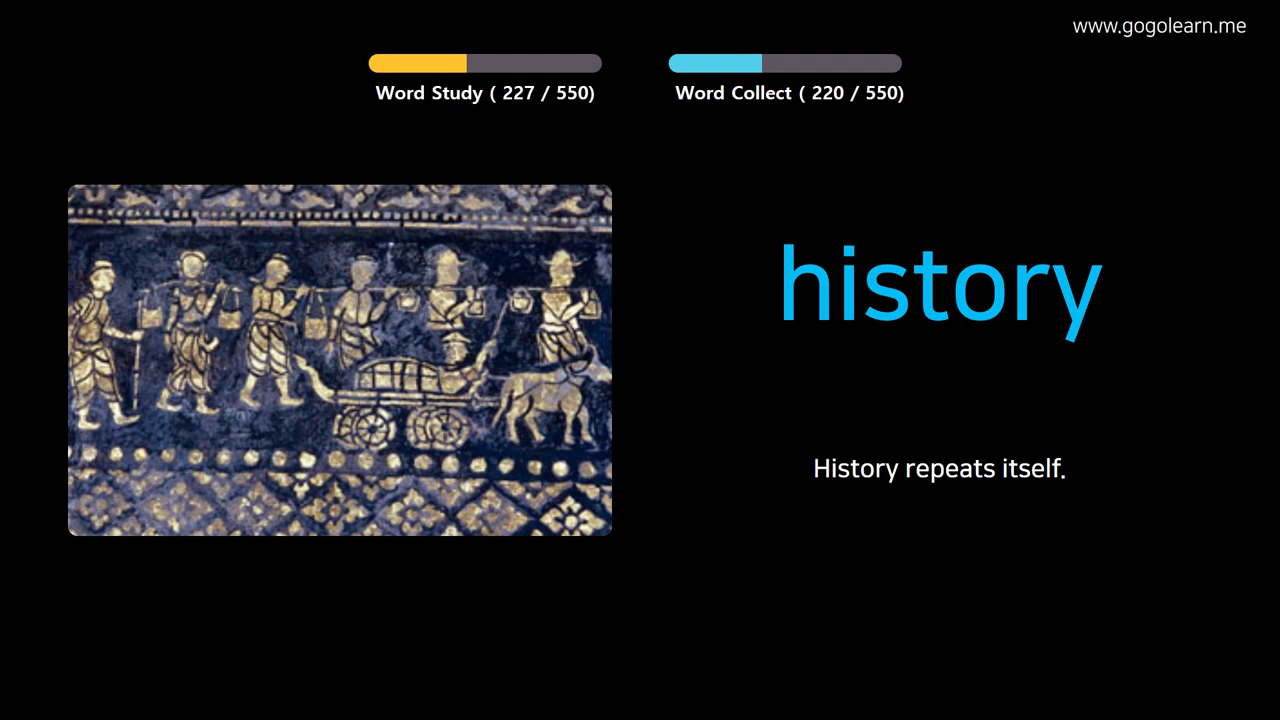 www.gogolearn.me
Word Study ( 227 / 550)
Word Collect ( 220 / 550)
history
History repeats itself.